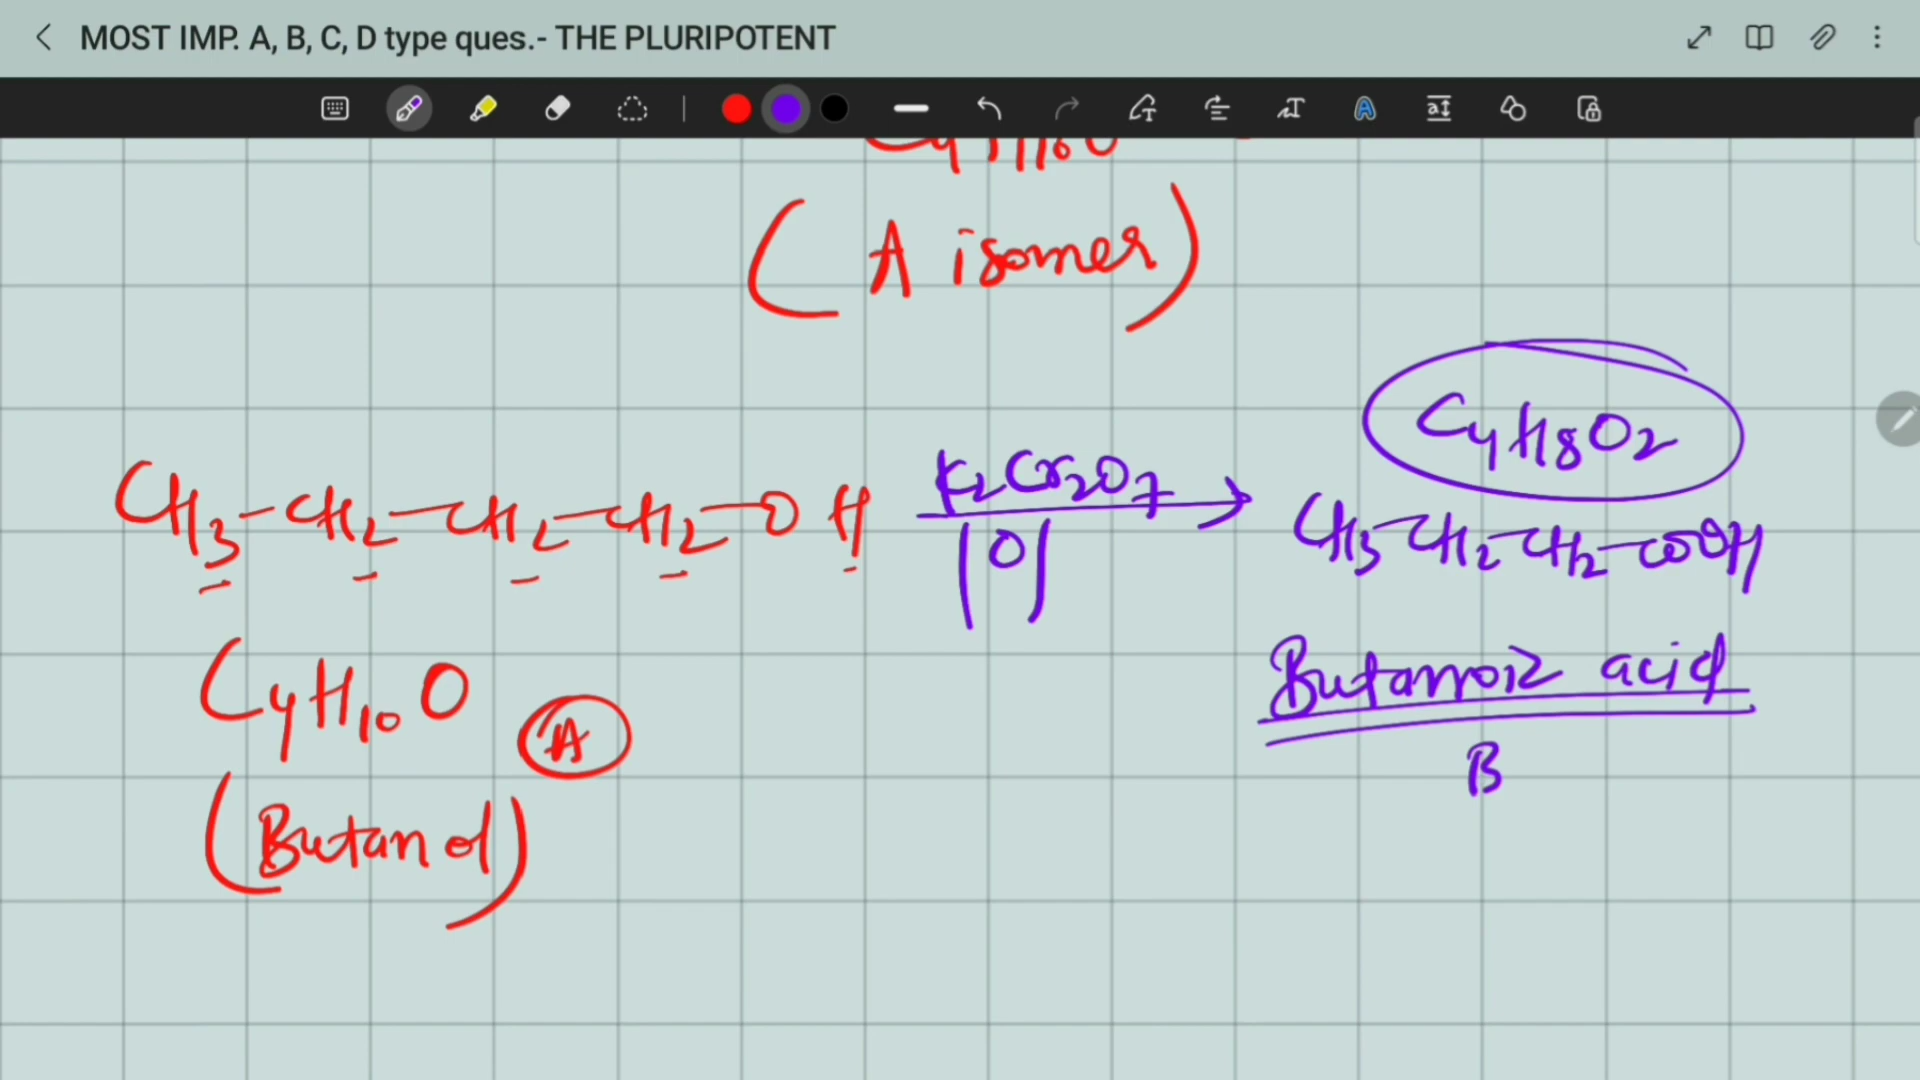 MOST IMP. A, B, C, D type ques.- THE PLURIPOTENT
C4H10O
(A isomer)
C4H8O2
CH3-CH2-CH2-CH2-OH K2Cr2O7 CH3-CH2-CH2-COOH
|O|
C4H10O
Butanoic acid
A
B
(Butanol)